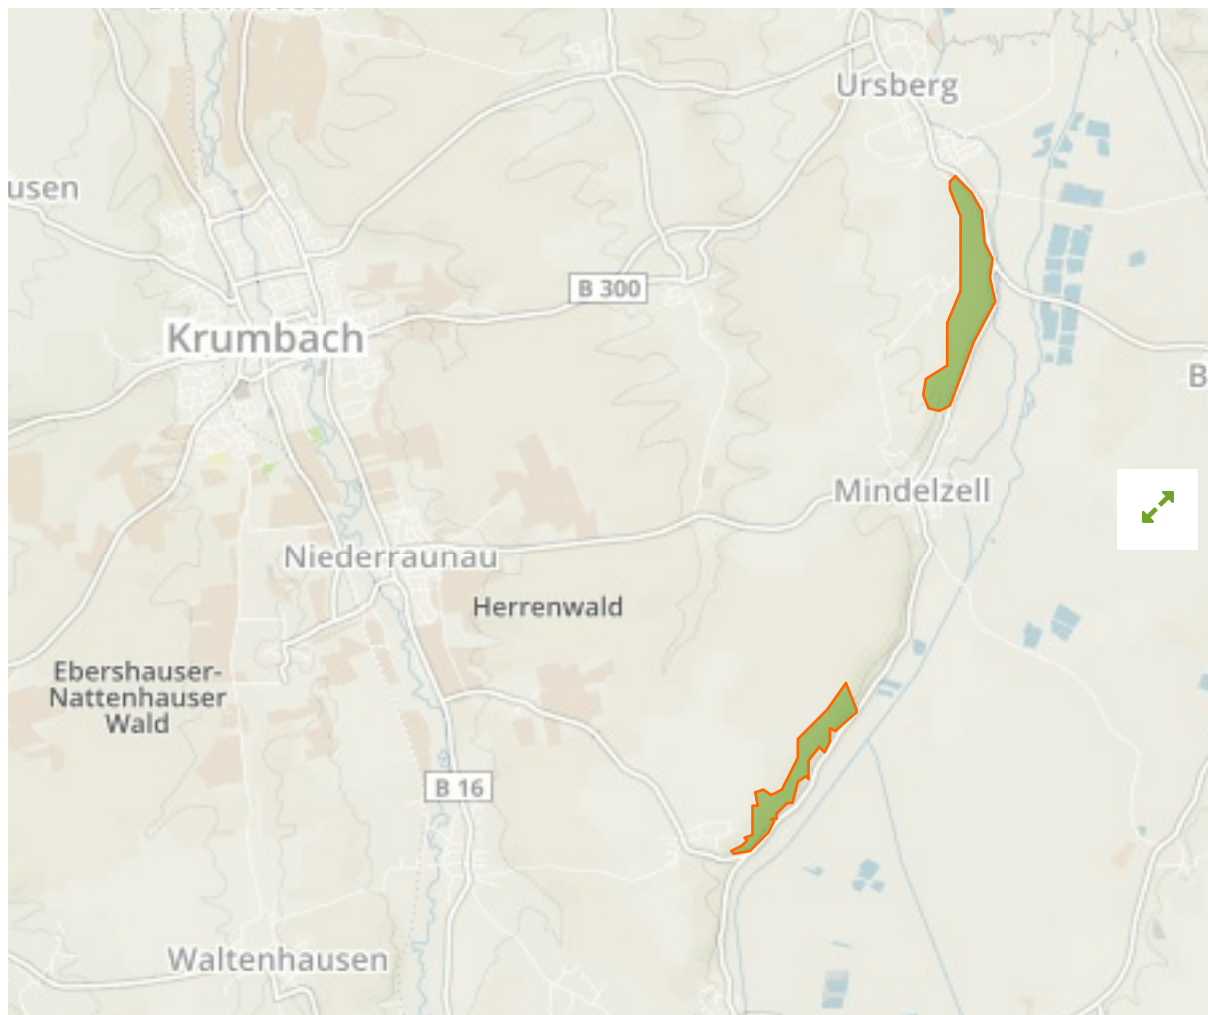 Ursberg
usen
B 300
Krumbach
B
Mindelzell
Niederraunau
Herrenwald
Ebershauser-
Nattenhauser
Wald
B 16
Waltenhausen